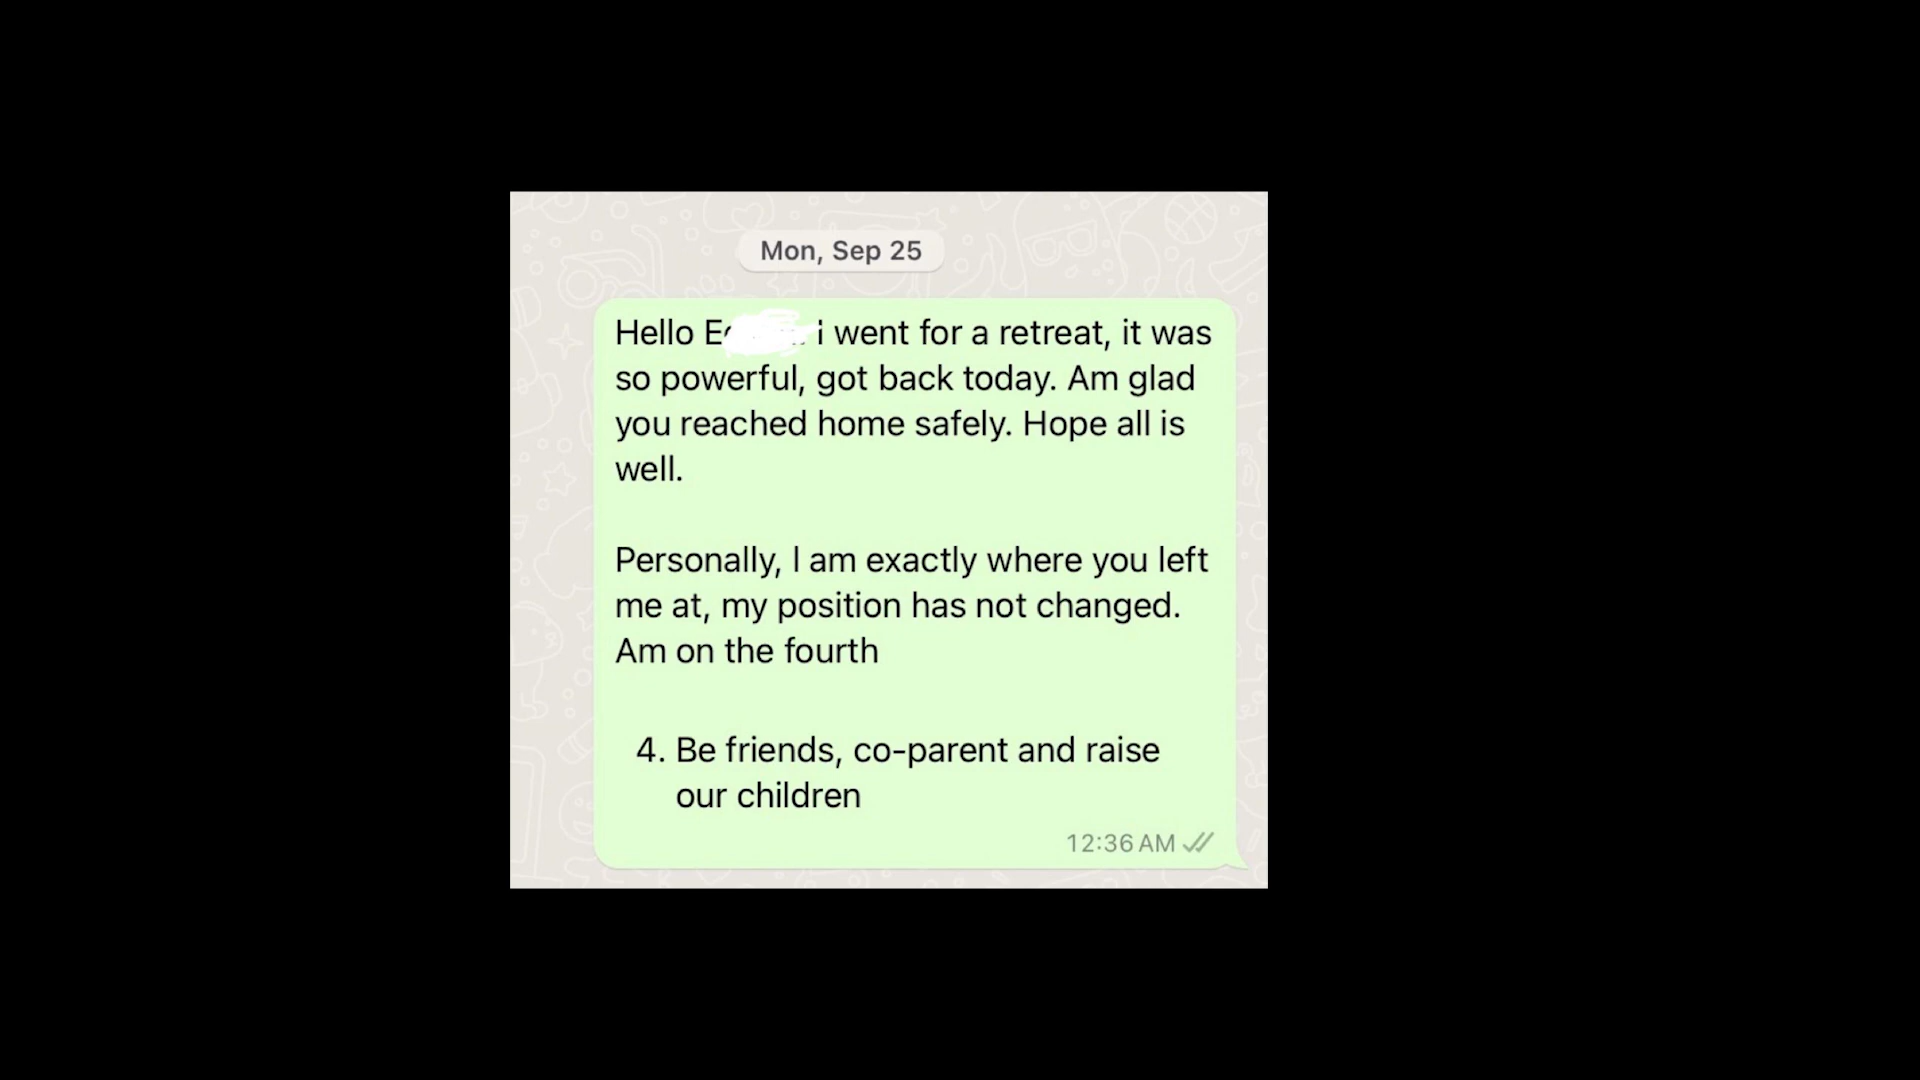 Mon, Sep 25
Hello i went for a retreat, it was
so powerful, got back today. Am glad
you reached home safely. Hope all is
well.
Personally, I am exactly where you left
me at, my position has not changed.
Am on the fourth
4. Be friends, co-parent and raise
our children
12:36 AM